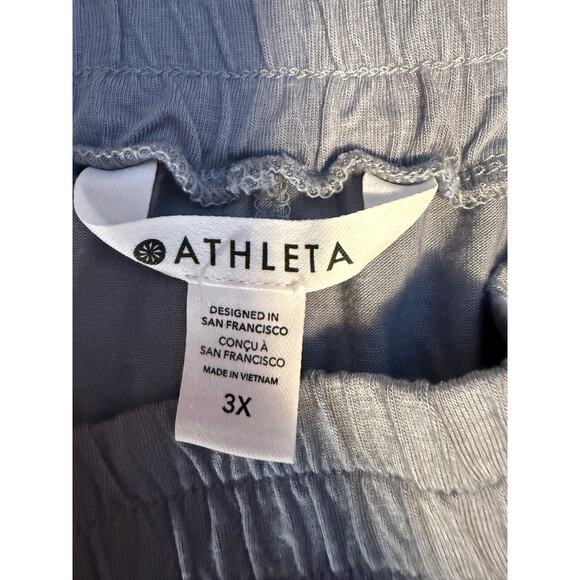 ATHLETA
DESIGNED IN
SAN FRANCISCO
CONÇU À
SAN FRANCISCO
MADE IN VIETNAM
3X